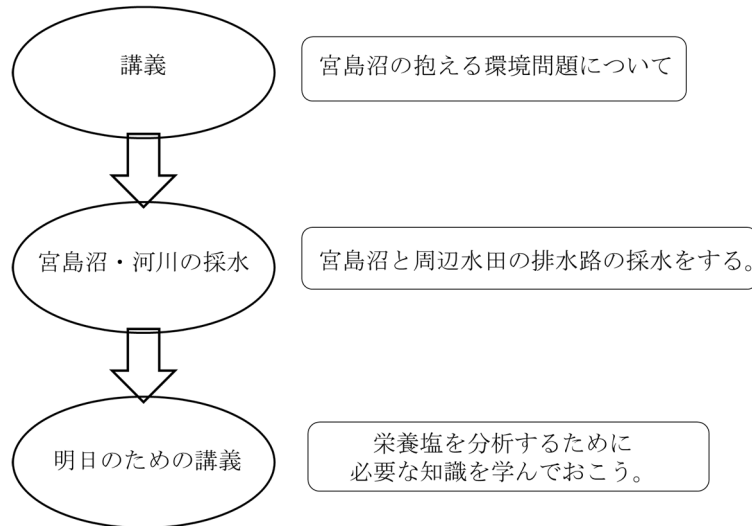 講義
宮島沼の抱える環境問題について
宮島沼・河川の採水
宮島沼と周辺水田の排水路の採水をする。
明日のための講義
栄養塩を分析するために
必要な知識を学んでおこう。